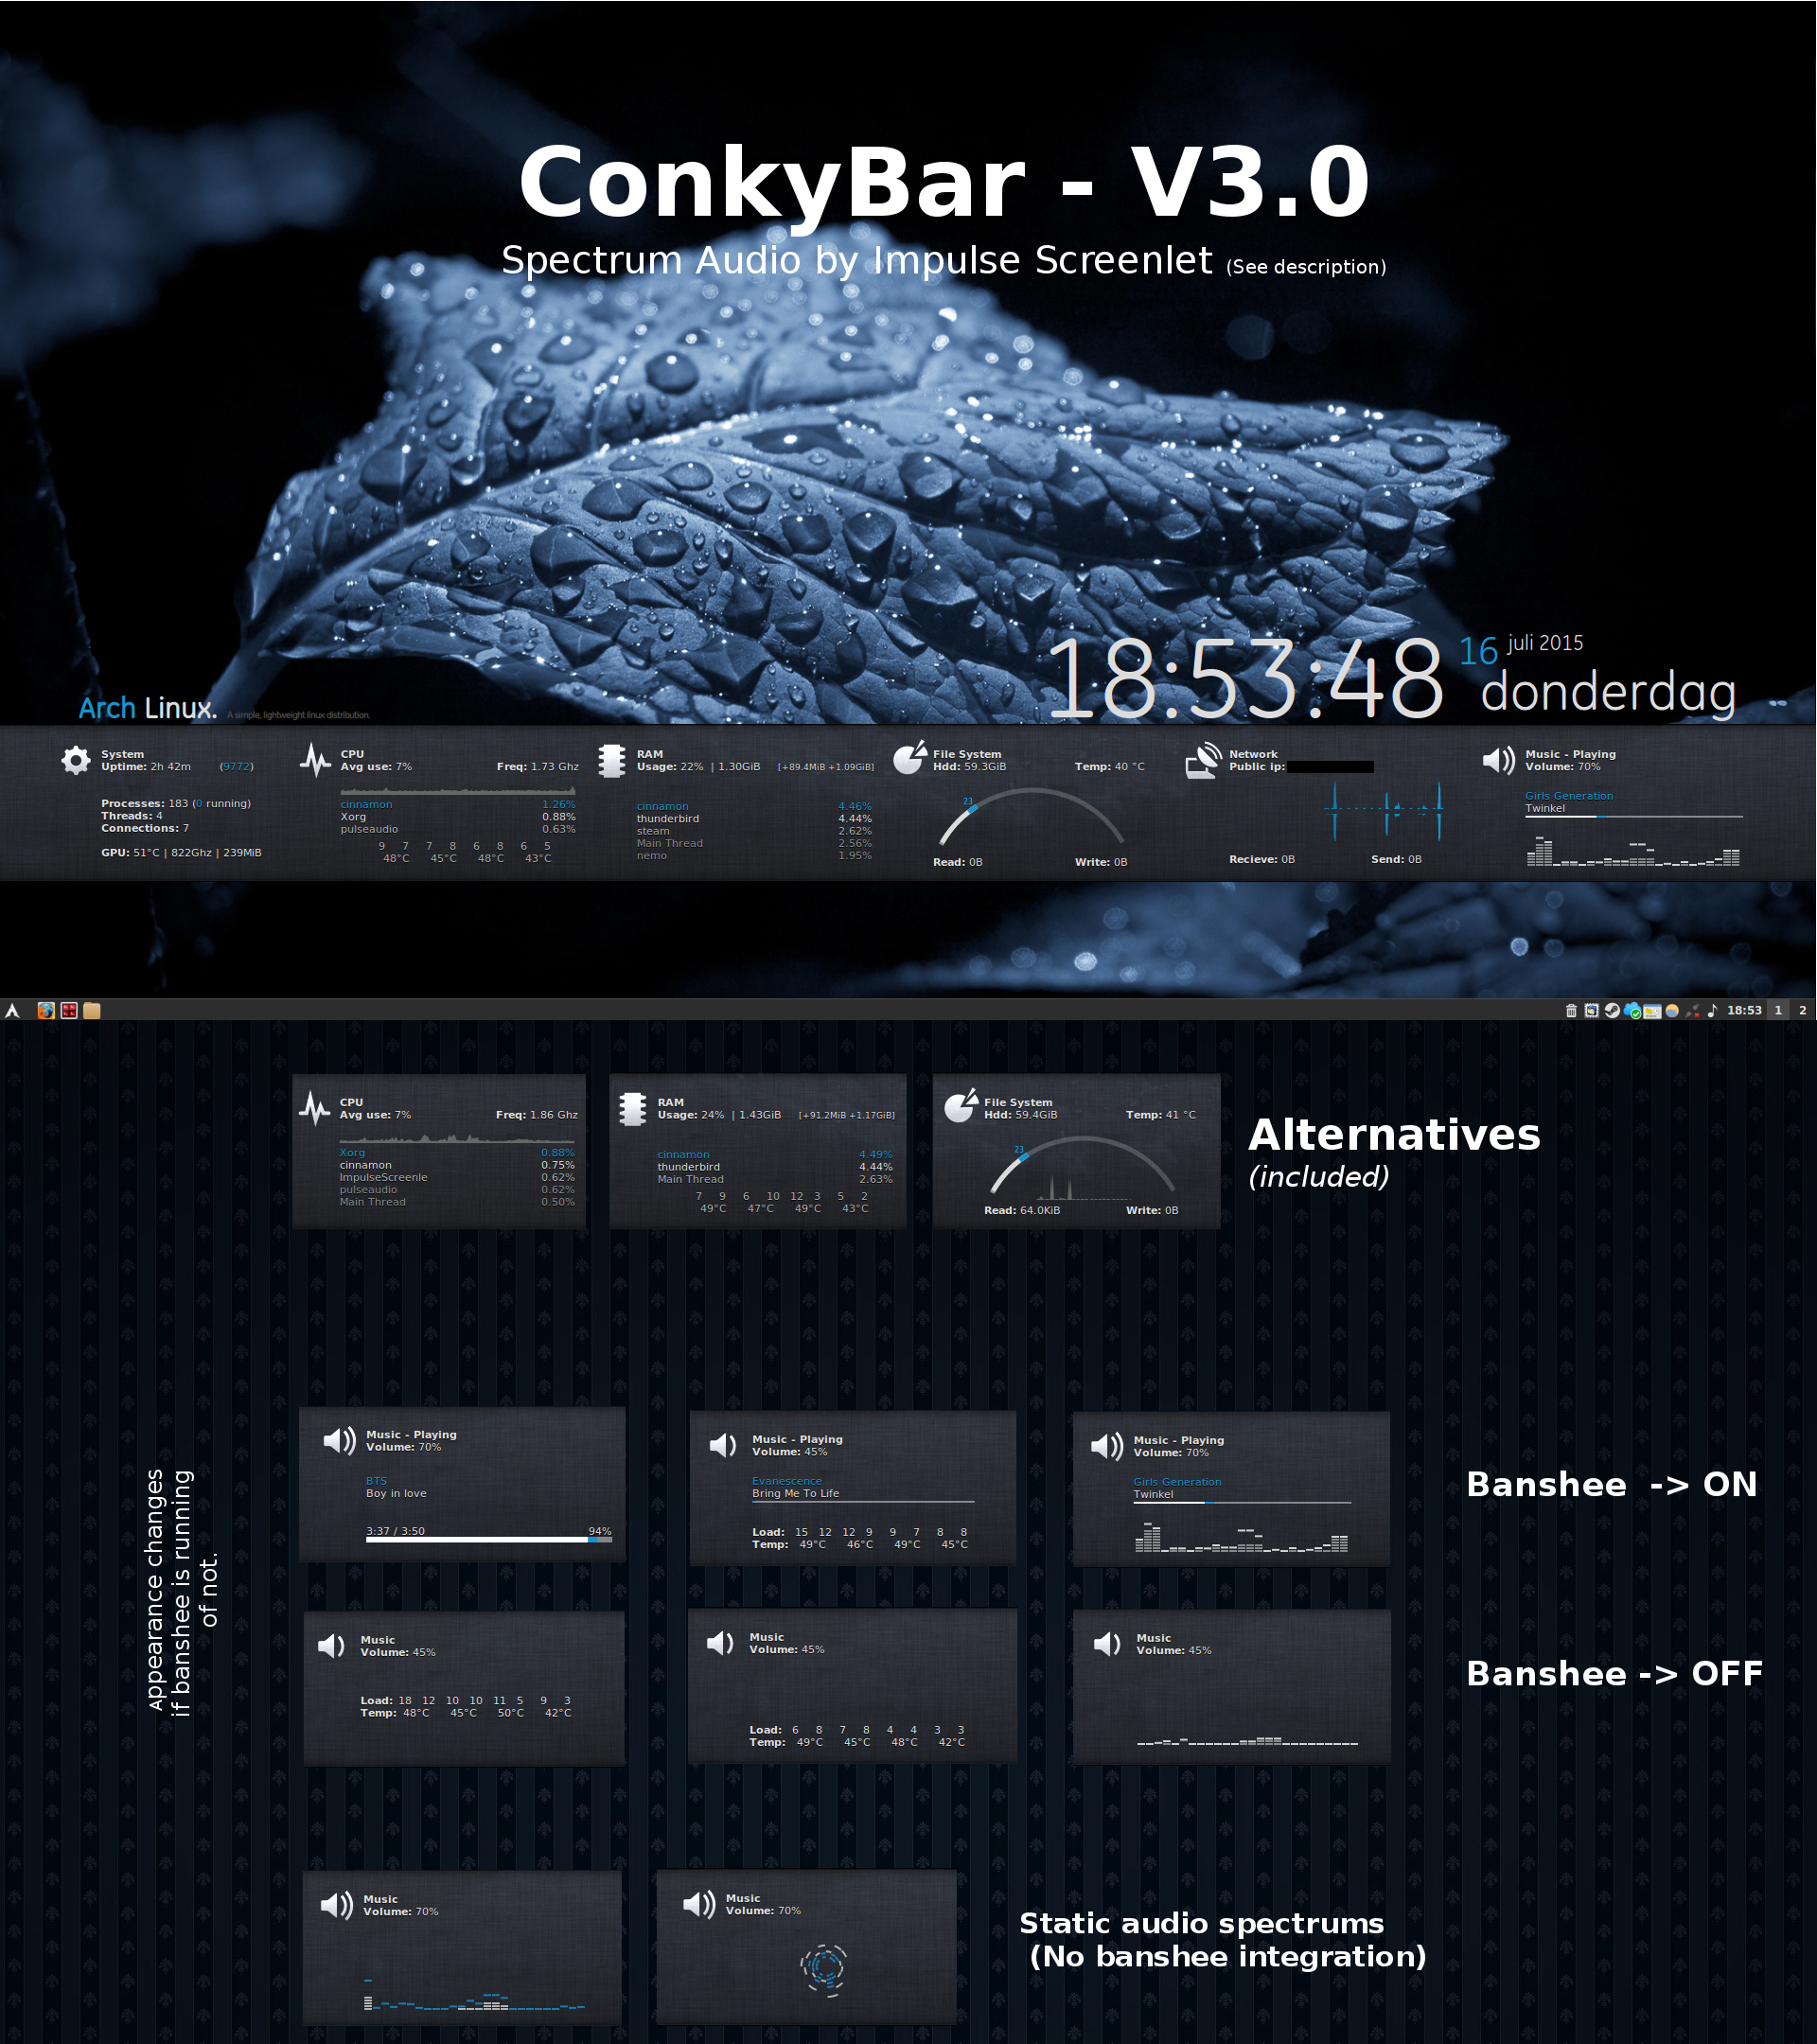 ConkyBar - V3.0
Spectrum Audio by Impulse Screenlet (See description)
18:53:48 16 juli 2015
donderdag
Arch Linux. A simple, lightweight linux distribution.
System
Uptime: 2h 42m (9772)
Processes: 183 (0 running)
Threads: 4
Connections: 7
GPU: 51°C | 822Ghz | 239MiB
CPU
Avg use: 7% Freq: 1.73 Ghz
cinnamon 1.26%
Xorg 0.88%
pulseaudio 0.63%
9 7 7 8 6 8 6 5
48°C 45°C 48°C 43°C
RAM
Usage: 22% | 1.30GiB [+89.4MiB +1.09GiB]
cinnamon 4.46%
thunderbird 4.44%
steam 2.62%
Main Thread 2.56%
nemo 1.95%
File System
Hdd: 59.3GiB Temp: 40 °C
23
Read: 0B Write: 0B
Network
Public ip:
Recieve: 0B Send: 0B
Music - Playing
Volume: 70%
Girls Generation
Twinkel
18:53 1 2
CPU
Avg use: 7% Freq: 1.86 Ghz
Xorg 0.88%
cinnamon 0.75%
ImpulseScreenle 0.62%
pulseaudio 0.62%
Main Thread 0.50%
RAM
Usage: 24% | 1.43GiB [+91.2MiB +1.17GiB]
cinnamon 4.49%
thunderbird 4.44%
Main Thread 2.63%
7 9 6 10 12 3 5 2
49°C 47°C 49°C 43°C
File System
Hdd: 59.4GiB Temp: 41 °C
23
Read: 64.0KiB Write: 0B
Alternatives
(included)
Appearance changes
if banshee is running
of not.
Music - Playing
Volume: 70%
BTS
Boy in love
3:37 / 3:50 94%
Music - Playing
Volume: 45%
Evanescence
Bring Me To Life
Load: 15 12 12 9 9 7 8 8
Temp: 49°C 46°C 49°C 45°C
Music - Playing
Volume: 70%
Girls Generation
Twinkel
Banshee -> ON
Music
Volume: 45%
Load: 18 12 10 10 11 5 9 3
Temp: 48°C 45°C 50°C 42°C
Music
Volume: 45%
Load: 6 8 7 8 4 4 3 3
Temp: 49°C 45°C 48°C 42°C
Music
Volume: 45%
Banshee -> OFF
Music
Volume: 70%
Music
Volume: 70%
Static audio spectrums
(No banshee integration)